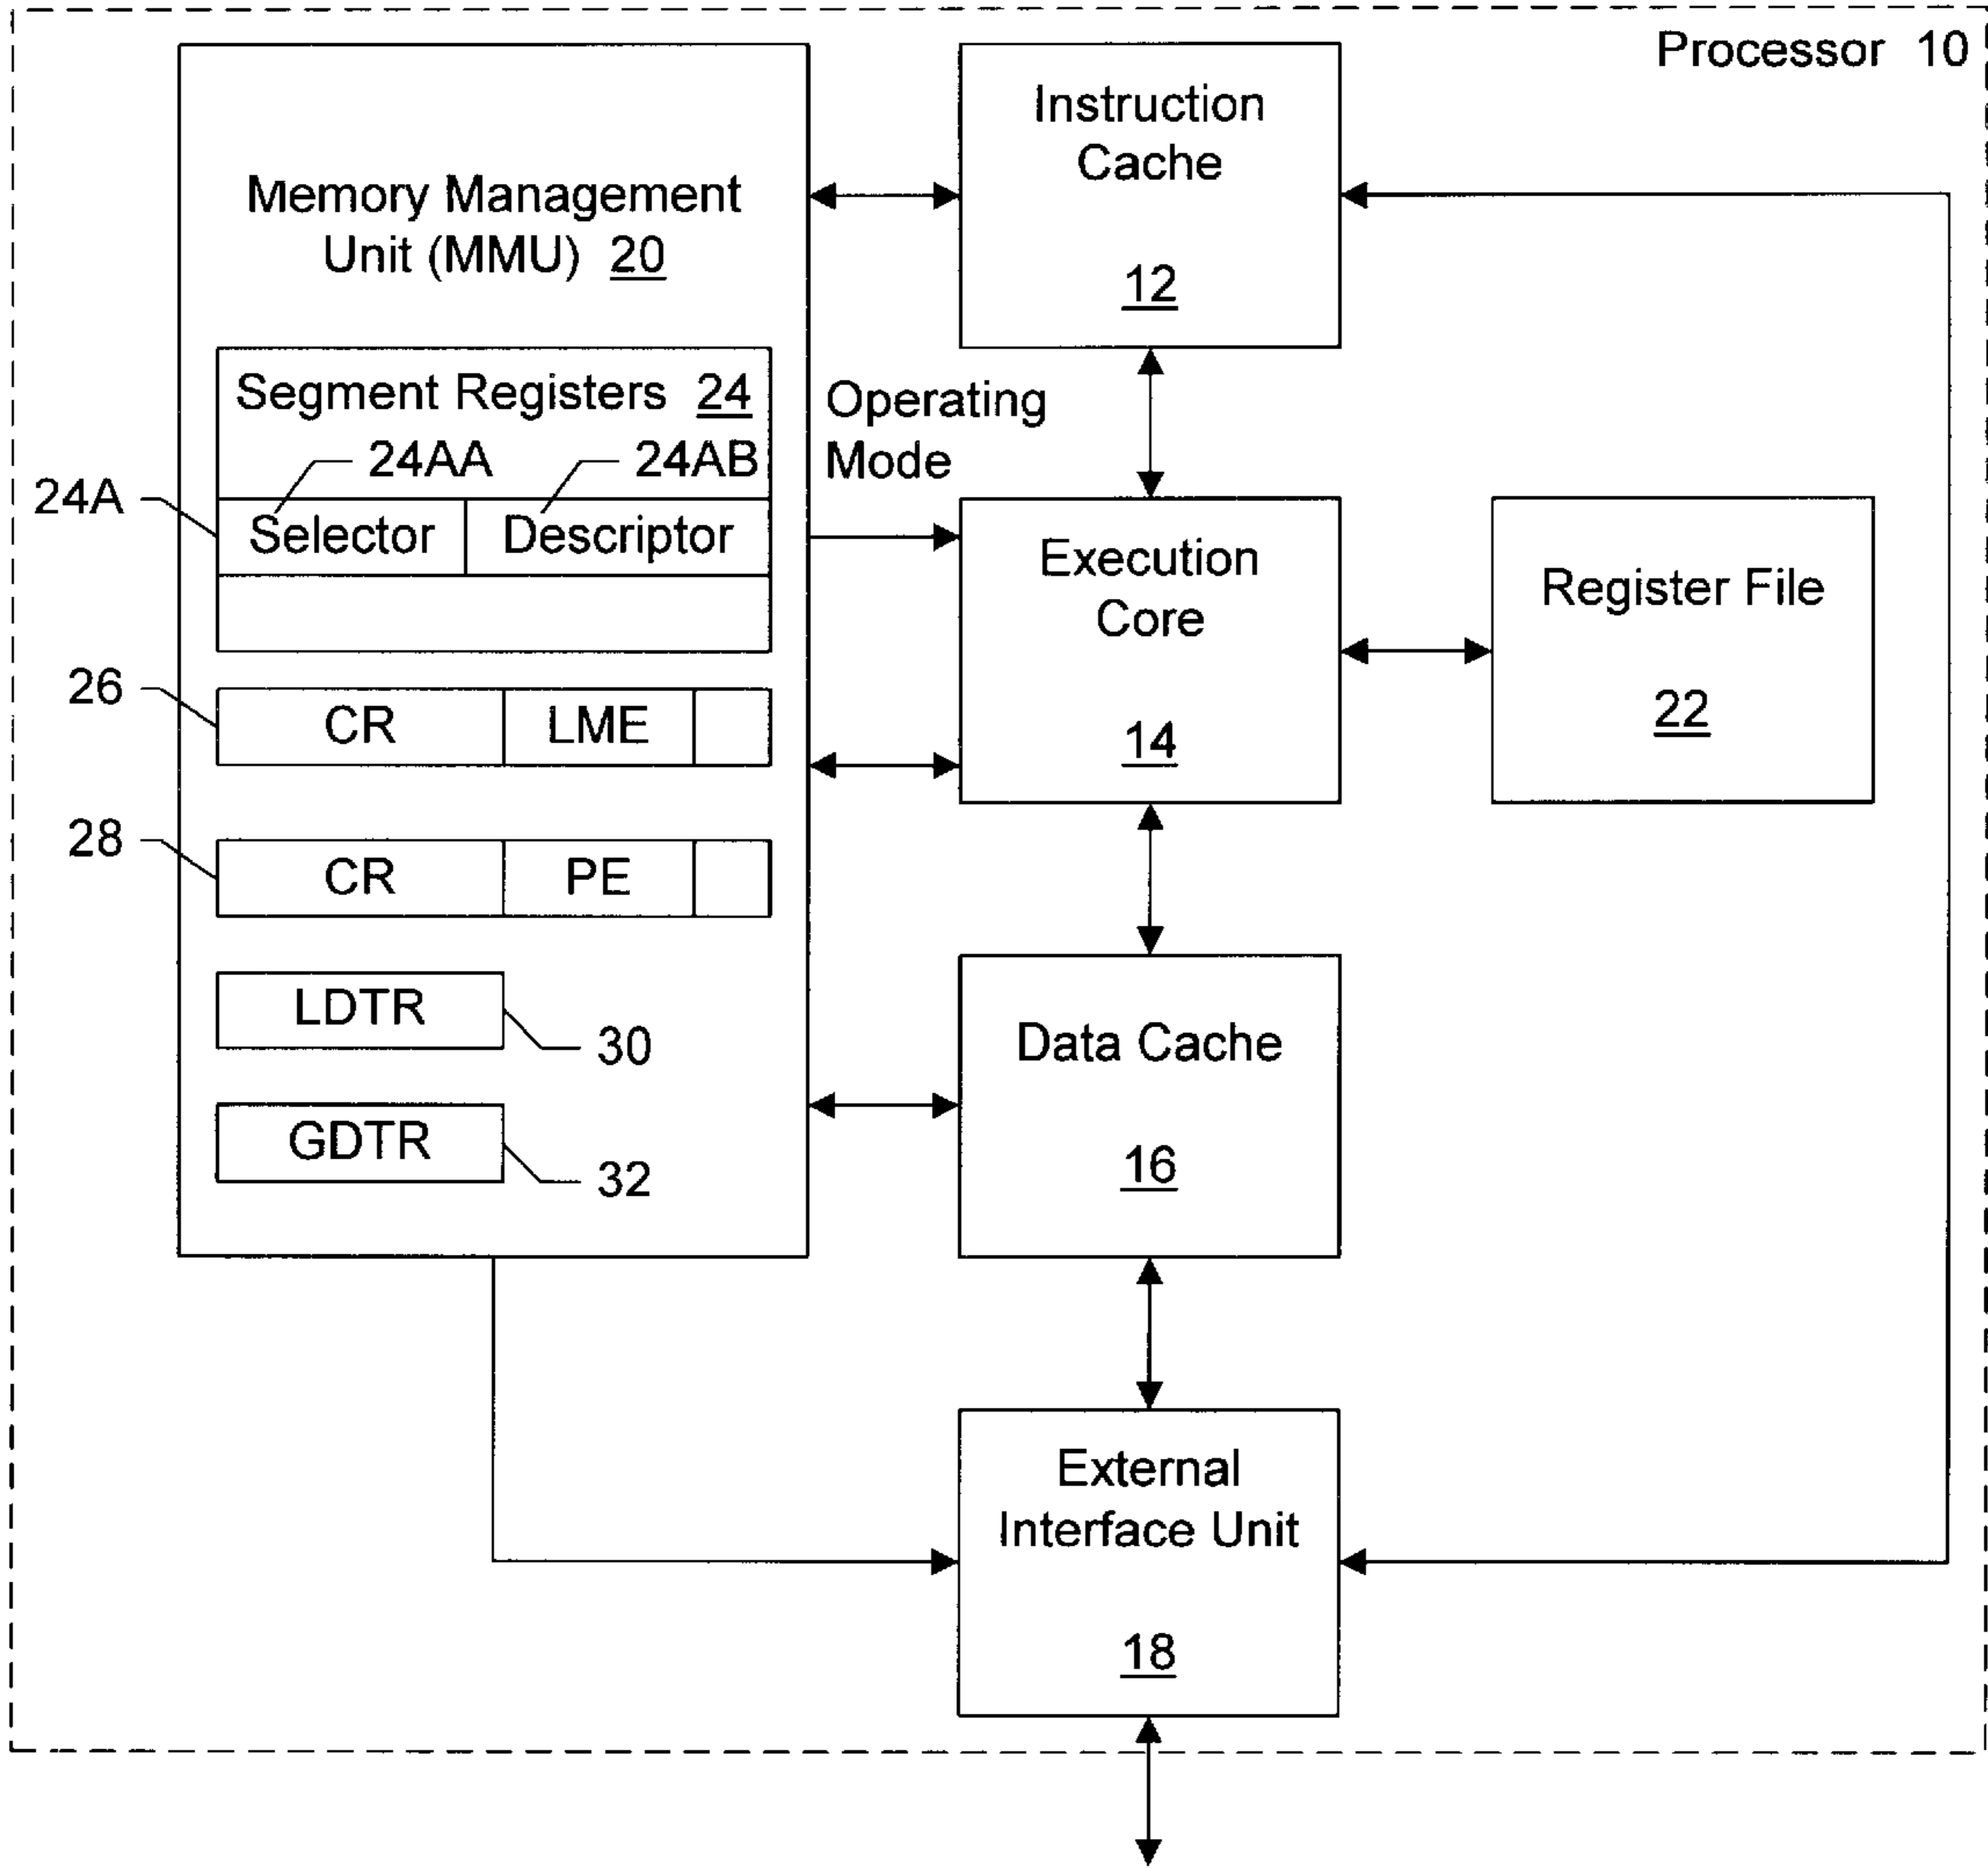 Processor 10
Instruction
Cache
12
Memory Management
Unit (MMU) 20
Segment Registers 24
24AA 24AB
24A
Selector Descriptor
Operating
Mode
Execution
Core
14
Register File
22
26
CR LME
28
CR PE
LDTR
30
GDTR
32
Data Cache
16
External
Interface Unit
18